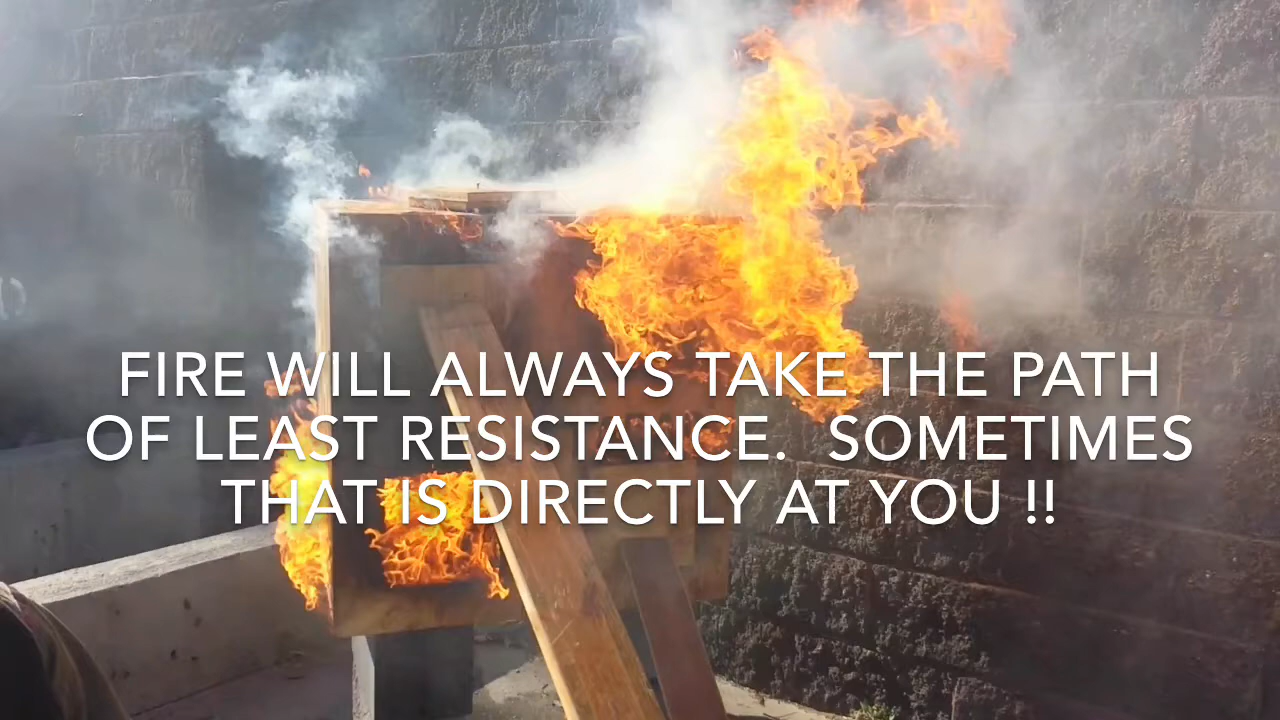 FIRE WILL ALWAYS TAKE THE PATH
OF LEAST RESISTANCE.  SOMETIMES
THAT IS DIRECTLY AT YOU !!